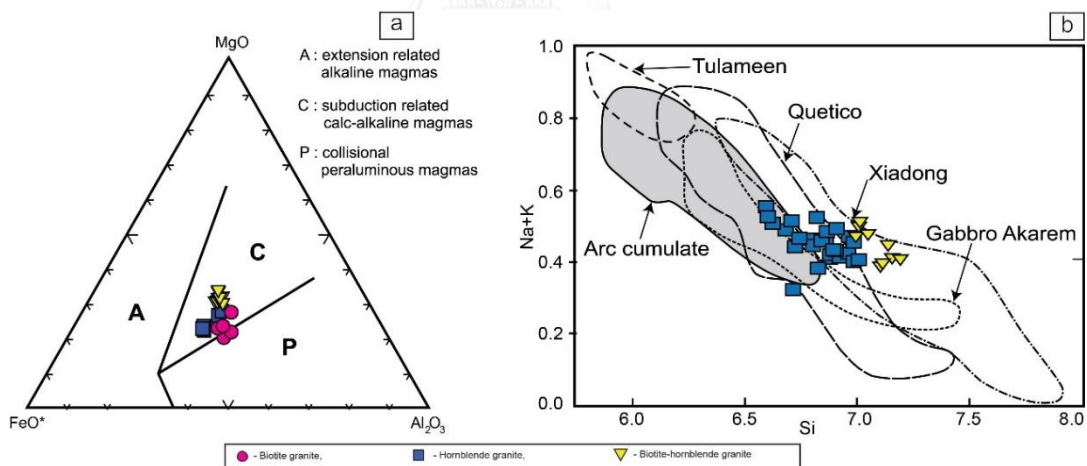 a
MgO
A : extension related
alkaline magmas
C : subduction related
calc-alkaline magmas
P : collisional
peraluminous magmas
C
A
P
FeO*
Al₂O₃
b
1.0
0.8
0.6
0.4
0.2
0.0
Na+K
Tulameen
Quetico
Xiadong
Gabbro Akarem
Arc cumulate
6.0
6.5
7.0
7.5
8.0
Si
- Biotite granite,
- Hornblende granite,
- Biotite-hornblende granite